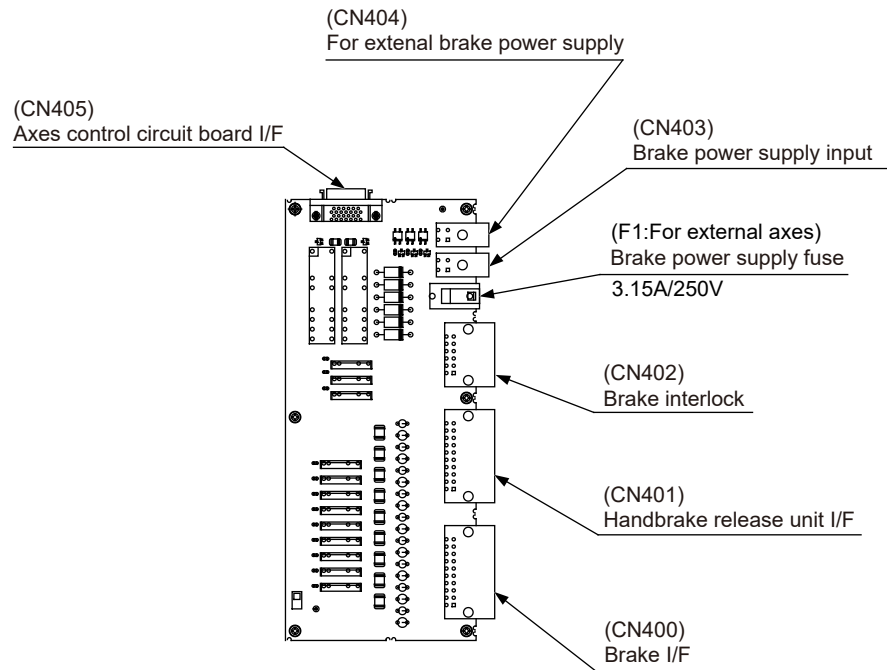 (CN404)
For extenal brake power supply
(CN405)
Axes control circuit board I/F
(CN403)
Brake power supply input
(F1:For external axes)
Brake power supply fuse
3.15A/250V
(CN402)
Brake interlock
(CN401)
Handbrake release unit I/F
(CN400)
Brake I/F